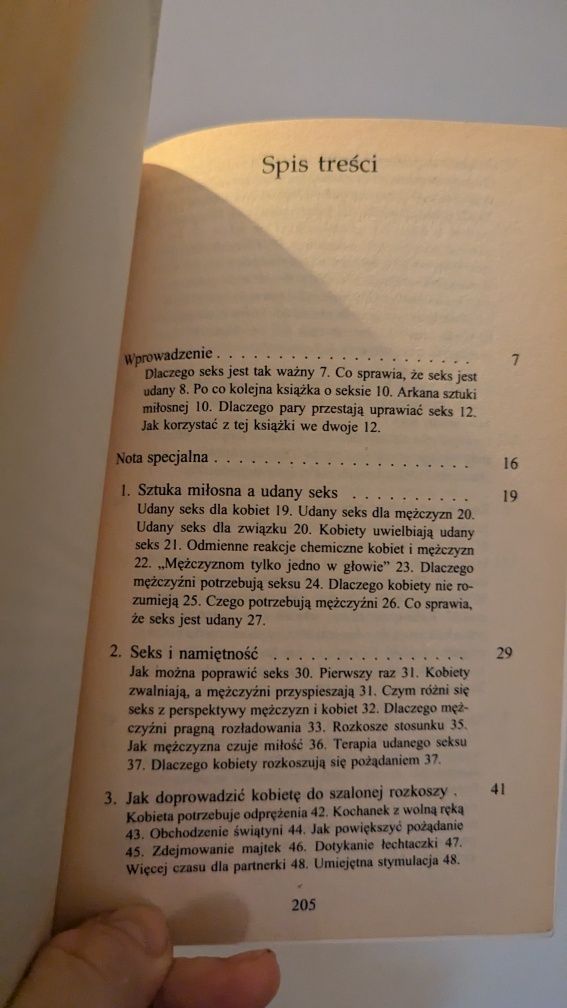 Spis treści
Wprowadzenie . . . . . . . . . . . . . . . . . . . . 7
Dlaczego seks jest tak ważny 7. Co sprawia, że seks jest
udany 8. Po co kolejna książka o seksie 10. Arkana sztuki
miłosnej 10. Dlaczego pary przestają uprawiać seks 12.
Jak korzystać z tej książki we dwoje 12.
Nota specjalna . . . . . . . . . . . . . . . . . . . . 16
1. Sztuka miłosna a udany seks . . . . . . . . . . 19
Udany seks dla kobiet 19. Udany seks dla mężczyzn 20.
Udany seks dla związku 20. Kobiety uwielbiają udany
seks 21. Odmienne reakcje chemiczne kobiet i mężczyzn
22. „Mężczyznom tylko jedno w głowie” 23. Dlaczego
mężczyźni potrzebują seksu 24. Dlaczego kobiety nie ro-
zumieją 25. Czego potrzebują mężczyźni 26. Co sprawia,
że seks jest udany 27.
2. Seks i namiętność . . . . . . . . . . . . . . . . 29
Jak można poprawić seks 30. Pierwszy raz 31. Kobiety
zwalniają, a mężczyźni przyspieszają 31. Czym różni się
seks z perspektywy mężczyzn i kobiet 32. Dlaczego męż-
czyźni pragną rozładowania 33. Rozkosze stosunku 35.
Jak mężczyzna czuje miłość 36. Terapia udanego seksu
37. Dlaczego kobiety rozkoszują się pożądaniem 37.
3. Jak doprowadzić kobietę do szalonej rozkoszy . 41
Kobieta potrzebuje odprężenia 42. Kochanek z wolną ręką
43. Obchodzenie świątyni 44. Jak powiększyć pożądanie
45. Zdejmowanie majtek 46. Dotykanie łechtaczki 47.
Więcej czasu dla partnerki 48. Umiejętna stymulacja 48.
205